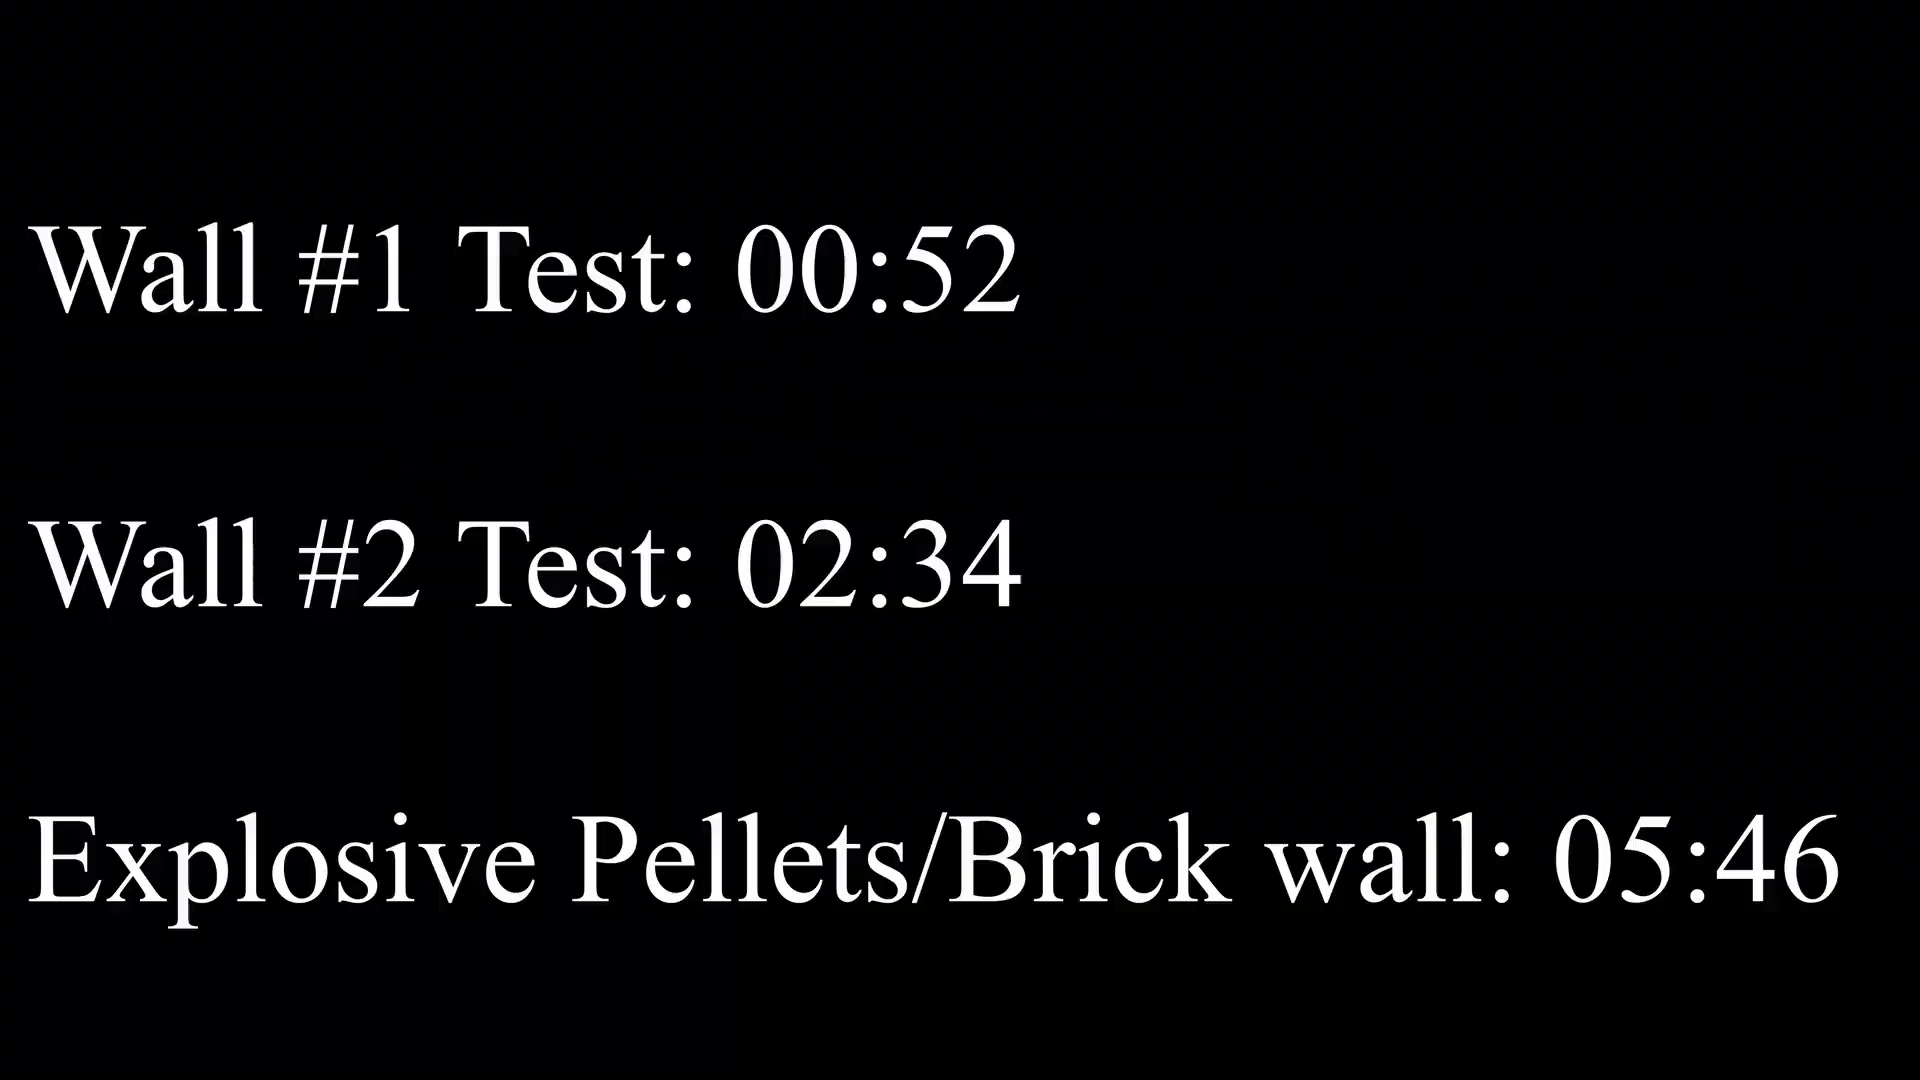 Wall #1 Test: 00:52
Wall #2 Test: 02:34
Explosive Pellets/Brick wall: 05:46